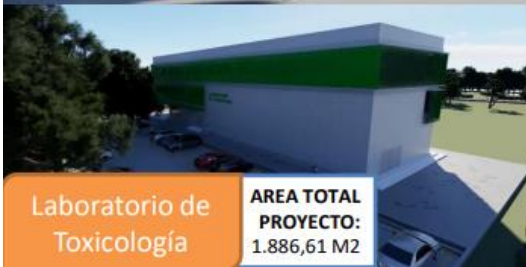 Laboratorio de
Toxicología
AREA TOTAL
PROYECTO:
1.886,61 M2